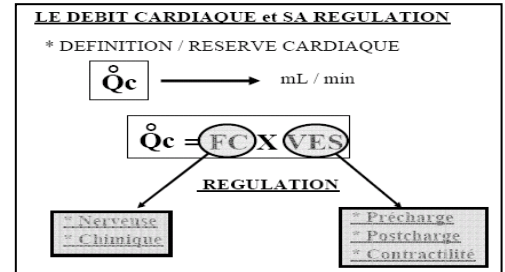 LE DEBIT CARDIAQUE et SA REGULATION
* DEFINITION / RESERVE CARDIAQUE
Q̊c mL / min
Q̊c = FC X VES
REGULATION
* Nerveuse
* Chimique
* Précharge
* Postcharge
* Contractilité